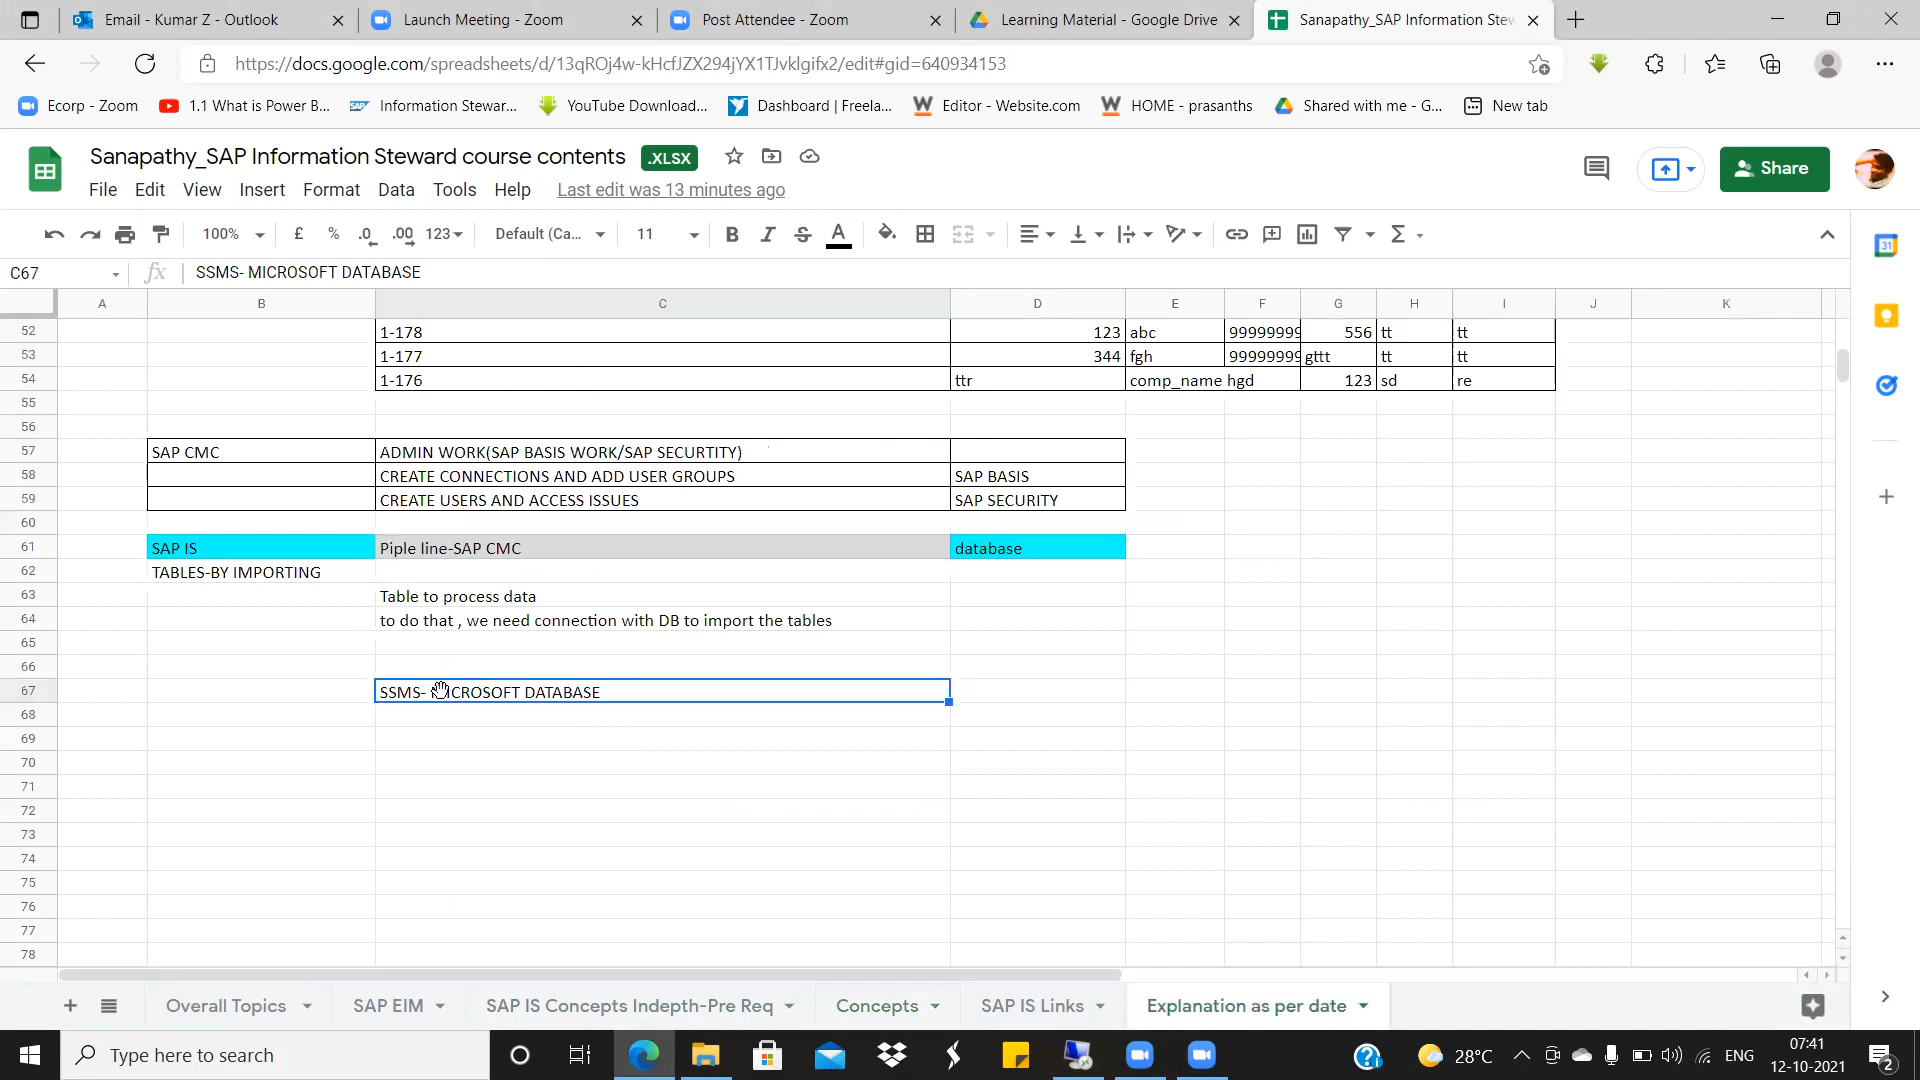 Email - Kumar Z - Outlook
Launch Meeting - Zoom
Post Attendee - Zoom
Learning Material - Google Drive
Sanapathy_SAP Information Stew
https://docs.google.com/spreadsheets/d/13qROj4w-kHcfJZX294jYX1TJvklgifx2/edit#gid=640934153
Ecorp - Zoom
1.1 What is Power B...
Information Stewar...
YouTube Download...
Dashboard | Freela...
Editor - Website.com
HOME - prasanths
Shared with me - G...
New tab
Sanapathy_SAP Information Steward course contents .XLSX
Share
File Edit View Insert Format Data Tools Help Last edit was 13 minutes ago
100% £ % .0 .00 123 Default (Ca... 11
C67 fx SSMS- MICROSOFT DATABASE
A B C D E F G H I J K
52 1-178 123 abc 99999999 556 tt tt
53 1-177 344 fgh 99999999 gttt tt tt
54 1-176 ttr comp_name hgd 123 sd re
55
56
57 SAP CMC ADMIN WORK(SAP BASIS WORK/SAP SECURTITY)
58 CREATE CONNECTIONS AND ADD USER GROUPS SAP BASIS
59 CREATE USERS AND ACCESS ISSUES SAP SECURITY
60
61 SAP IS Piple line-SAP CMC database
62 TABLES-BY IMPORTING
63 Table to process data
64 to do that , we need connection with DB to import the tables
65
66
67 SSMS- MICROSOFT DATABASE
68
69
70
71
72
73
74
75
76
77
78
Overall Topics SAP EIM SAP IS Concepts Indepth-Pre Req Concepts SAP IS Links Explanation as per date
Type here to search
28°C
ENG
07:41
12-10-2021
2